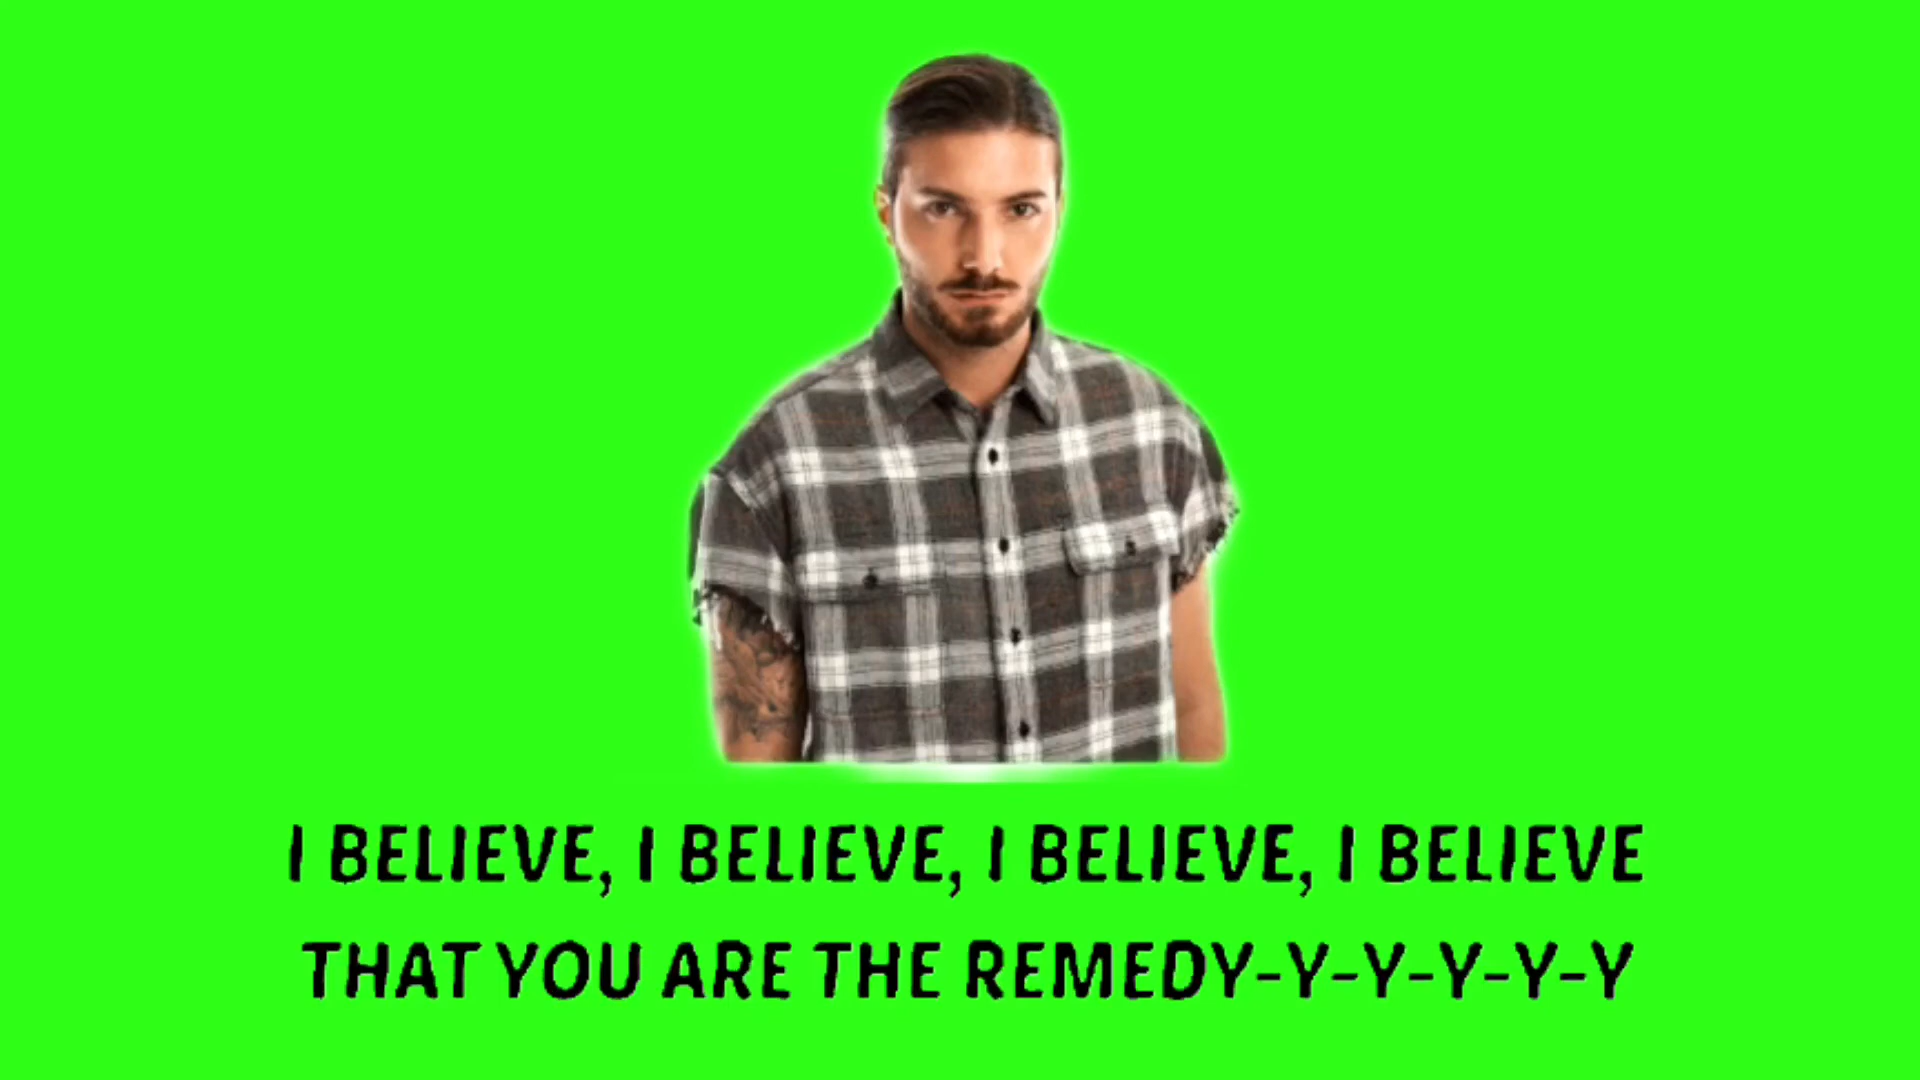 I BELIEVE, I BELIEVE, I BELIEVE, I BELIEVE
THAT YOU ARE THE REMEDY-Y-Y-Y-Y-Y